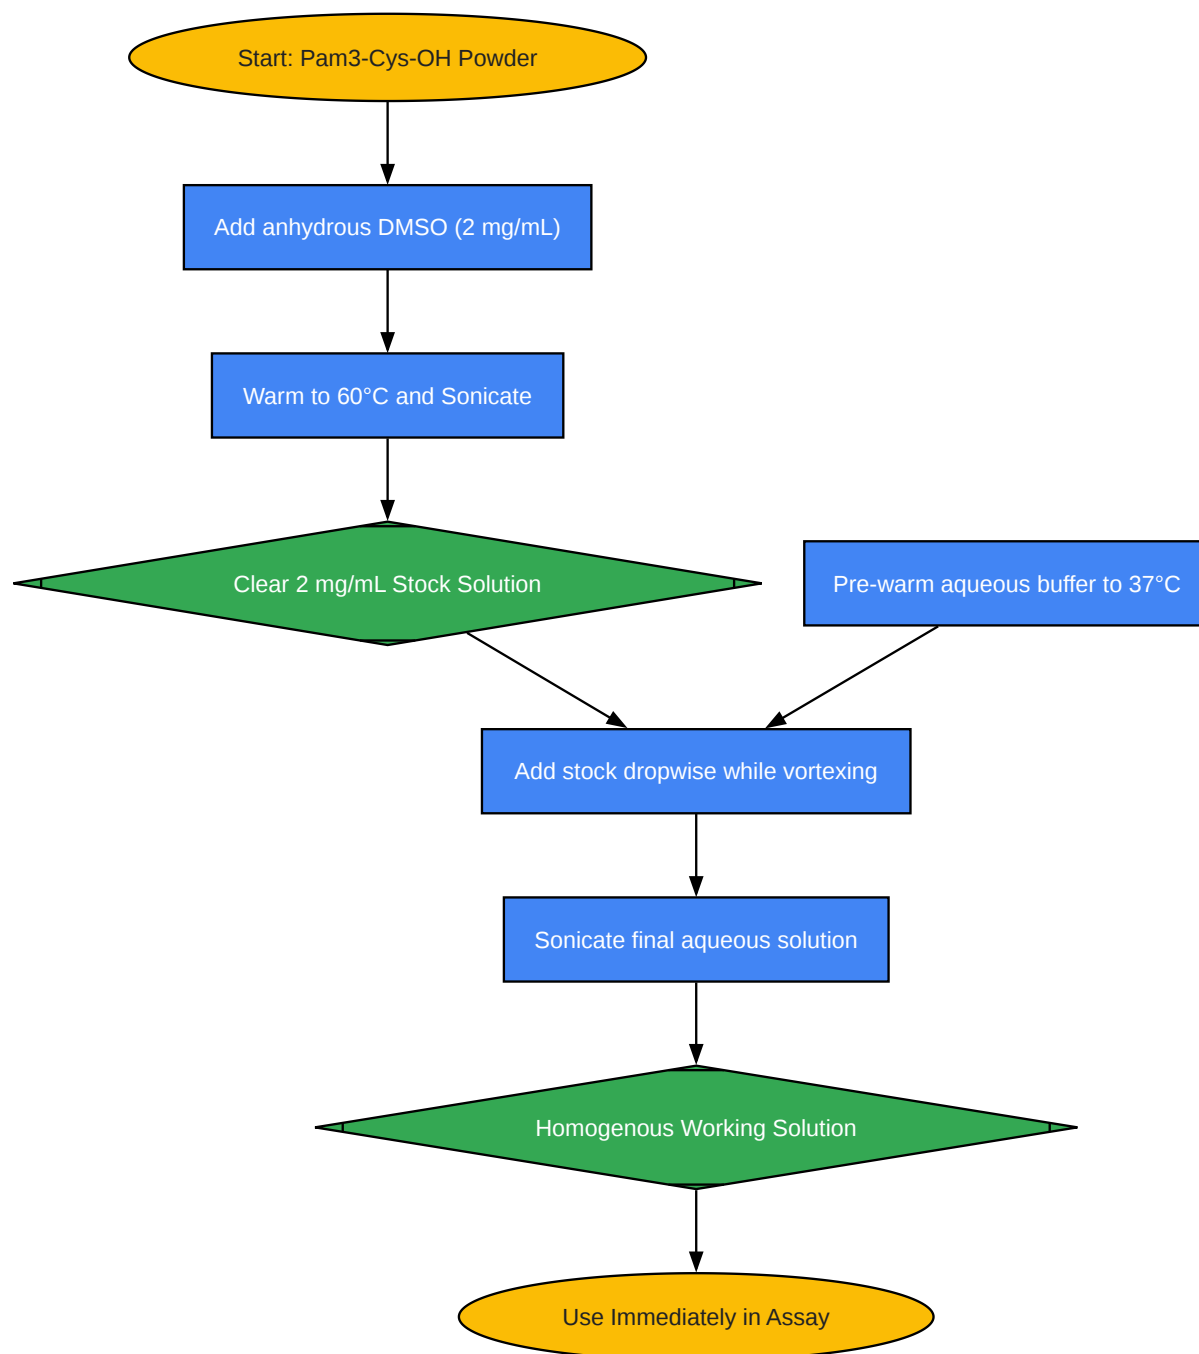 Start: Pam3-Cys-OH Powder
Add anhydrous DMSO (2 mg/mL)
Warm to 60°C and Sonicate
Clear 2 mg/mL Stock Solution
Pre-warm aqueous buffer to 37°C
Add stock dropwise while vortexing
Sonicate final aqueous solution
Homogenous Working Solution
Use Immediately in Assay